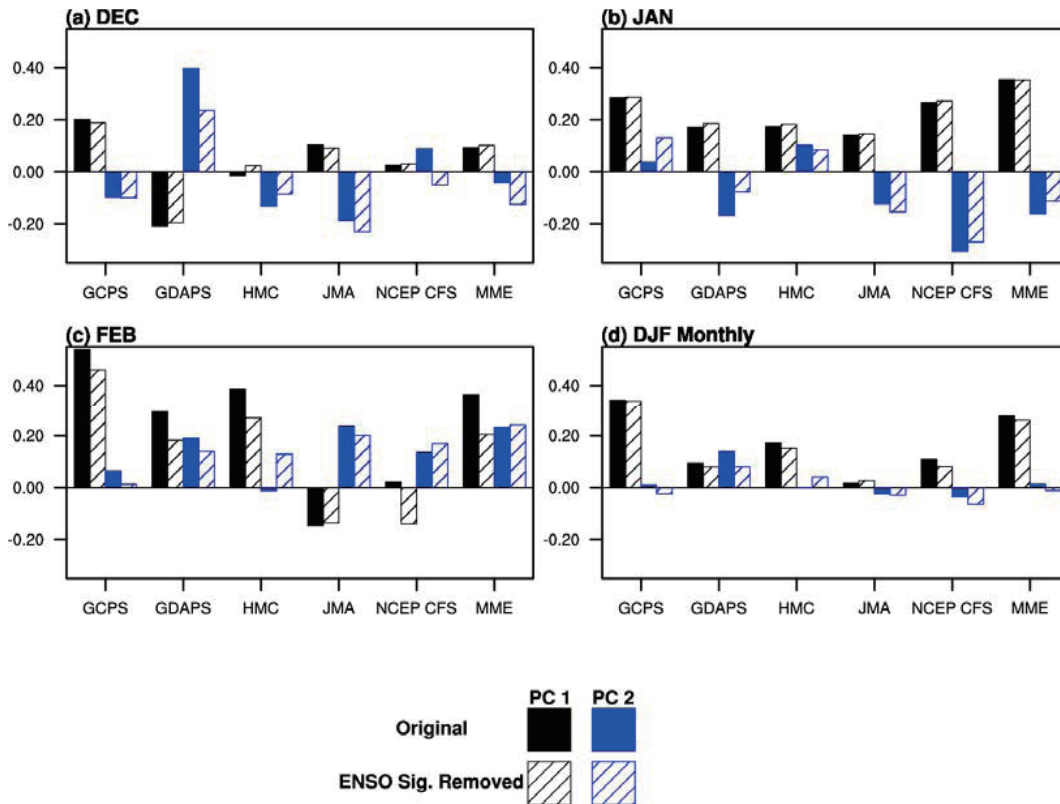 (a) DEC
0.40
0.20
0.00
-0.20
GCPS GDAPS HMC JMA NCEP CFS MME
(b) JAN
0.40
0.20
0.00
-0.20
GCPS GDAPS HMC JMA NCEP CFS MME
(c) FEB
0.40
0.20
0.00
-0.20
GCPS GDAPS HMC JMA NCEP CFS MME
(d) DJF Monthly
0.40
0.20
0.00
-0.20
GCPS GDAPS HMC JMA NCEP CFS MME
PC 1 PC 2
Original
ENSO Sig. Removed